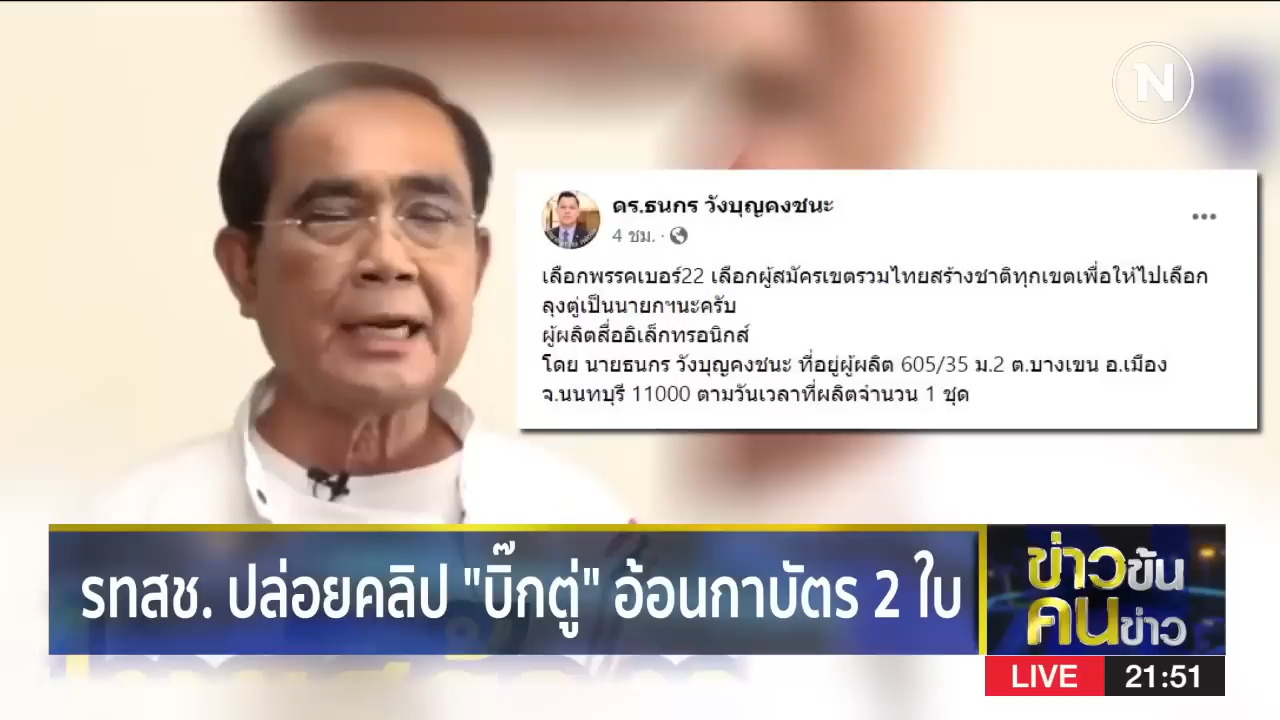 N
ดร.ธนกร วังบุญคงชนะ
4 ชม.
เลือกพรรคเบอร์22 เลือกผู้สมัครเขตรวมไทยสร้างชาติทุกเขตเพื่อให้ไปเลือก
ลุงตู่เป็นนายกฯนะครับ
ผู้ผลิตสื่ออิเล็กทรอนิกส์
โดย นายธนกร วังบุญคงชนะ ที่อยู่ผู้ผลิต 605/35 ม.2 ต.บางเขน อ.เมือง
จ.นนทบุรี 11000 ตามวันเวลาที่ผลิตจำนวน 1 ชุด
รทสช. ปล่อยคลิป "บิ๊กตู่" อ้อนกาบัตร 2 ใบ
ข่าวข้น
คนข่าว
LIVE 21:51